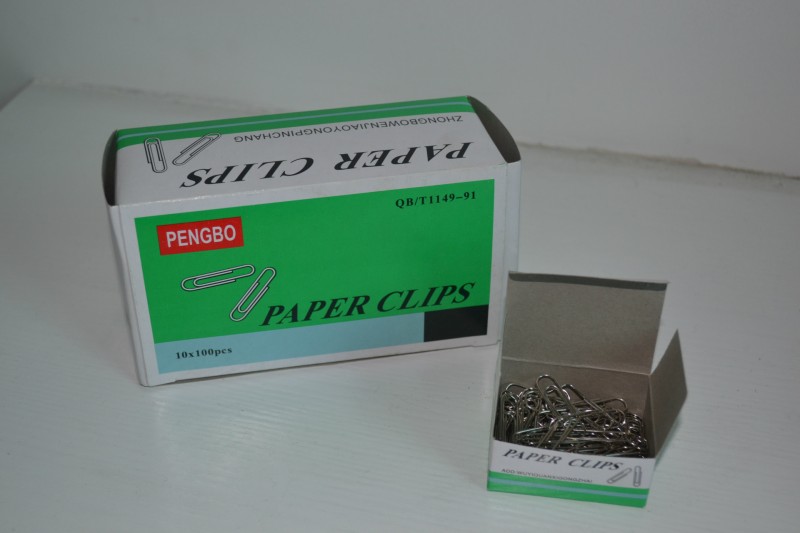 ZHONGBOWENJIAOYONGPINCHANG
PAPER CLIPS
PENGBO
QB/T1149-91
PAPER CLIPS
10x100pcs
PAPER CLIPS